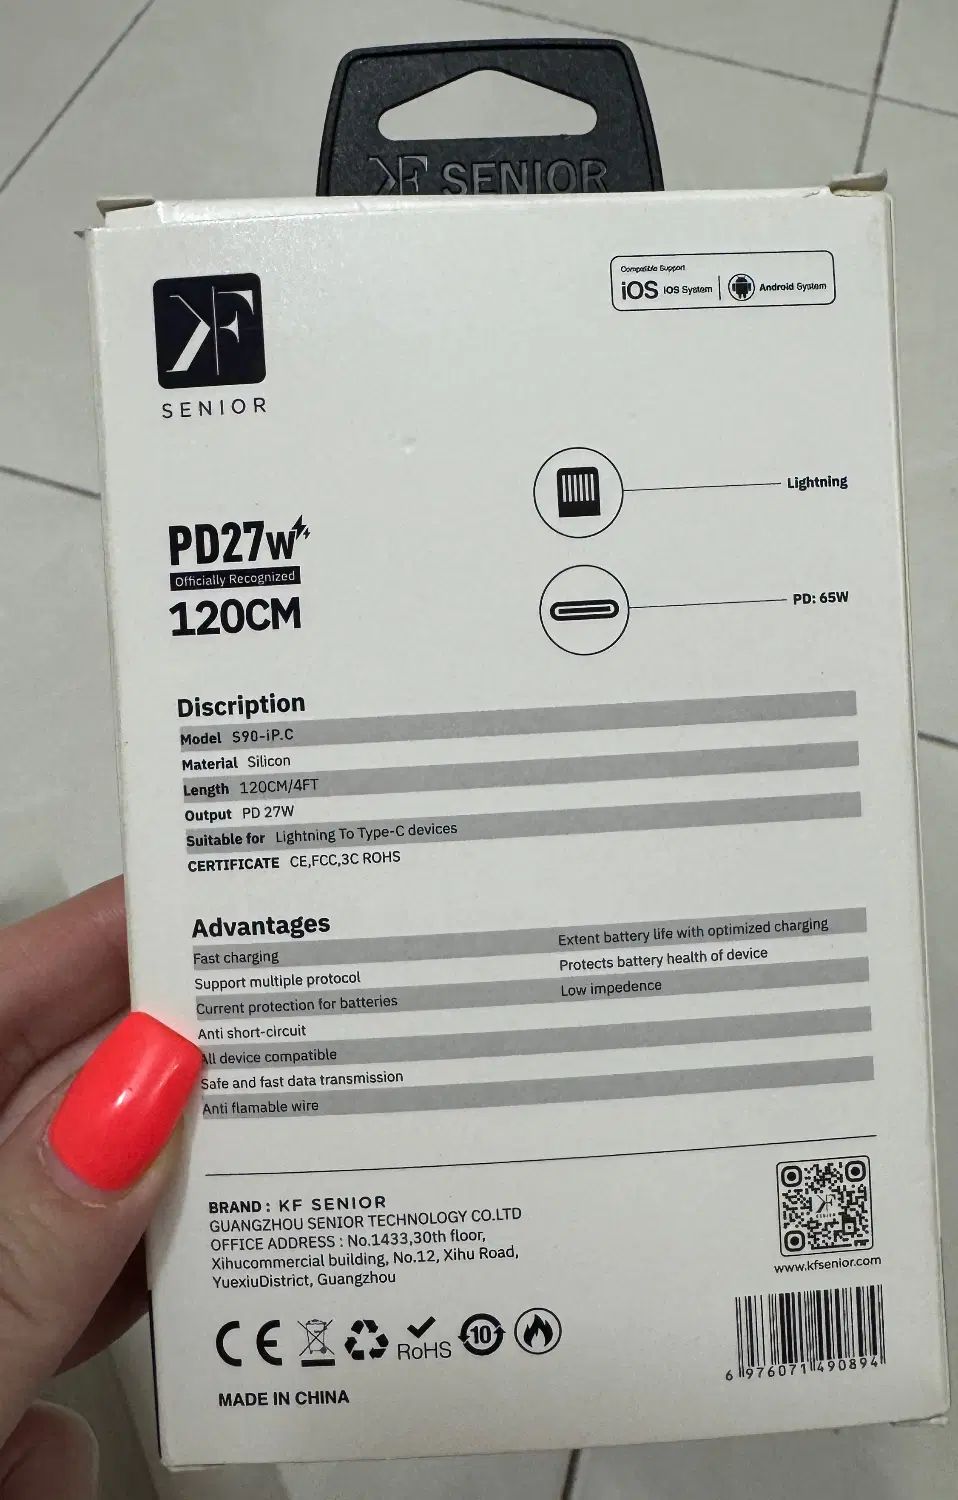 KF SENIOR
Compatible Support
iOS IOS System | Android System
KF
SENIOR
Lightning
PD27W
Officially Recognized
120CM
PD: 65W
Discription
Model S90-iP.C
Material Silicon
Length 120CM/4FT
Output PD 27W
Suitable for Lightning To Type-C devices
CERTIFICATE CE,FCC,3C ROHS
Advantages
Fast charging
Support multiple protocol
Current protection for batteries
Anti short-circuit
All device compatible
Safe and fast data transmission
Anti flamable wire
Extent battery life with optimized charging
Protects battery health of device
Low impedence
BRAND: KF SENIOR
GUANGZHOU SENIOR TECHNOLOGY CO.LTD
OFFICE ADDRESS : No.1433,30th floor,
Xihucommercial building, No.12, Xihu Road,
YuexiuDistrict, Guangzhou
www.kfsenior.com
CE RoHS 10
6 976071 490894
MADE IN CHINA